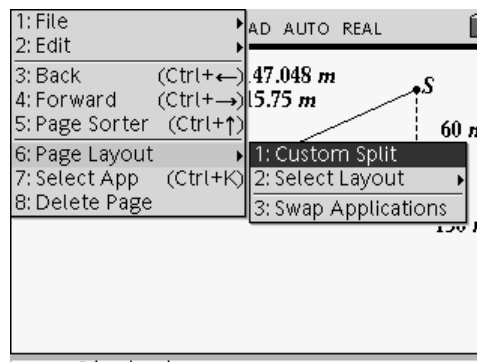 1: File
AD AUTO REAL
2: Edit
3: Back (Ctrl+←)
47.048 m
S
4: Forward (Ctrl+→)
15.75 m
5: Page Sorter (Ctrl+↑)
60
6: Page Layout
1: Custom Split
7: Select App (Ctrl+K)
2: Select Layout
8: Delete Page
3: Swap Applications